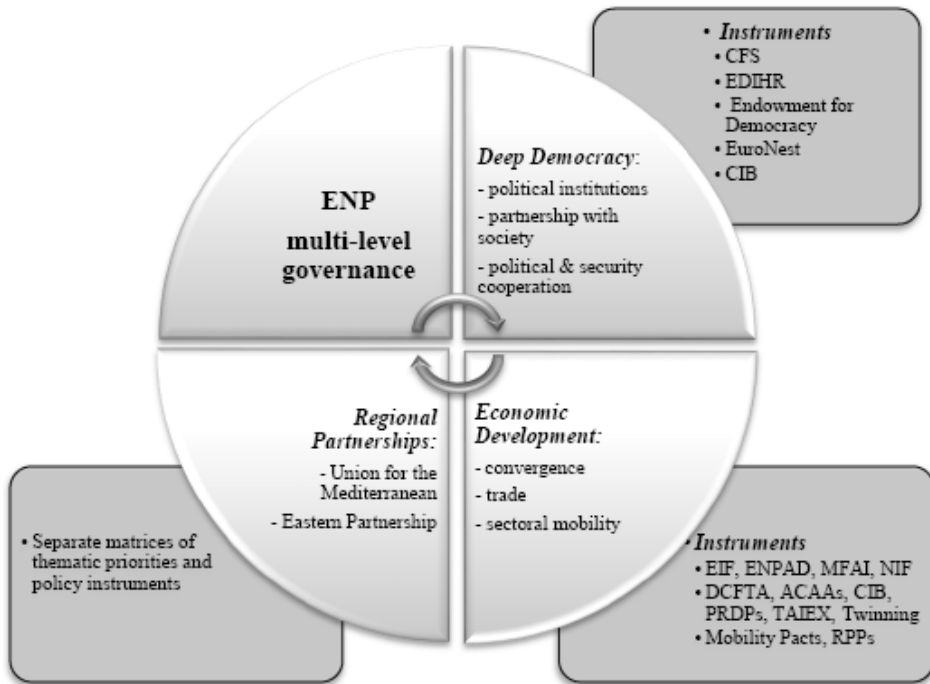 ENP
multi-level
governance
Deep Democracy:
- political institutions
- partnership with
society
- political & security
cooperation
• Instruments
• CFS
• EDIHR
• Endowment for
Democracy
• EuroNest
• CIB
Regional
Partnerships:
- Union for the
Mediterranean
- Eastern Partnership
Economic
Development:
- convergence
- trade
- sectoral mobility
• Separate matrices of
thematic priorities and
policy instruments
• Instruments
• EIF, ENPAD, MFAI, NIF
• DCFTA, ACAAs, CIB,
PRDPs, TAIEX, Twinning
• Mobility Pacts, RPPs